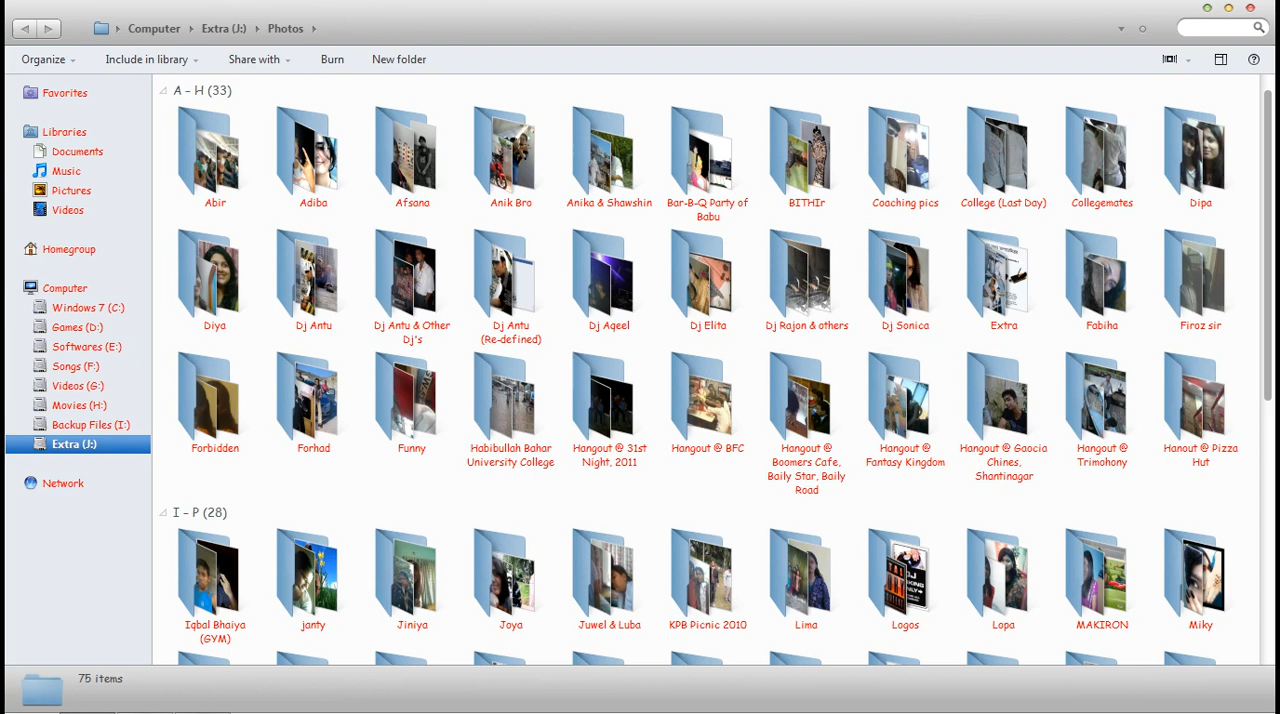 Computer Extra (J:) Photos
Organize Include in library Share with Burn New folder
Favorites
Libraries
Documents
Music
Pictures
Videos
Homegroup
Computer
Windows 7 (C:)
Games (D:)
Softwares (E:)
Songs (F:)
Videos (G:)
Movies (H:)
Backup Files (I:)
Extra (J:)
Network
A - H (33)
Abir
Adiba
Afsana
Anik Bro
Anika & Shawshin
Bar-B-Q Party of
Babu
BITHIr
Coaching pics
College (Last Day)
Collegemates
Dipa
Diya
Dj Antu
Dj Antu & Other
Dj's
Dj Antu
(Re-defined)
Dj Aqeel
Dj Elita
Dj Rajon & others
Dj Sonica
Extra
Fabiha
Firoz sir
Forbidden
Forhad
Funny
Habibullah Bahar
University College
Hangout @ 31st
Night, 2011
Hangout @ BFC
Hangout @
Boomers Cafe,
Baily Star, Baily
Road
Hangout @
Fantasy Kingdom
Hangout @ Gaocia
Chines,
Shantinagar
Hangout @
Trimohony
Hanout @ Pizza
Hut
I - P (28)
Iqbal Bhaiya
(GYM)
janty
Jiniya
Joya
Juwel & Luba
KPB Picnic 2010
Lima
Logos
Lopa
MAKIRON
Miky
75 items